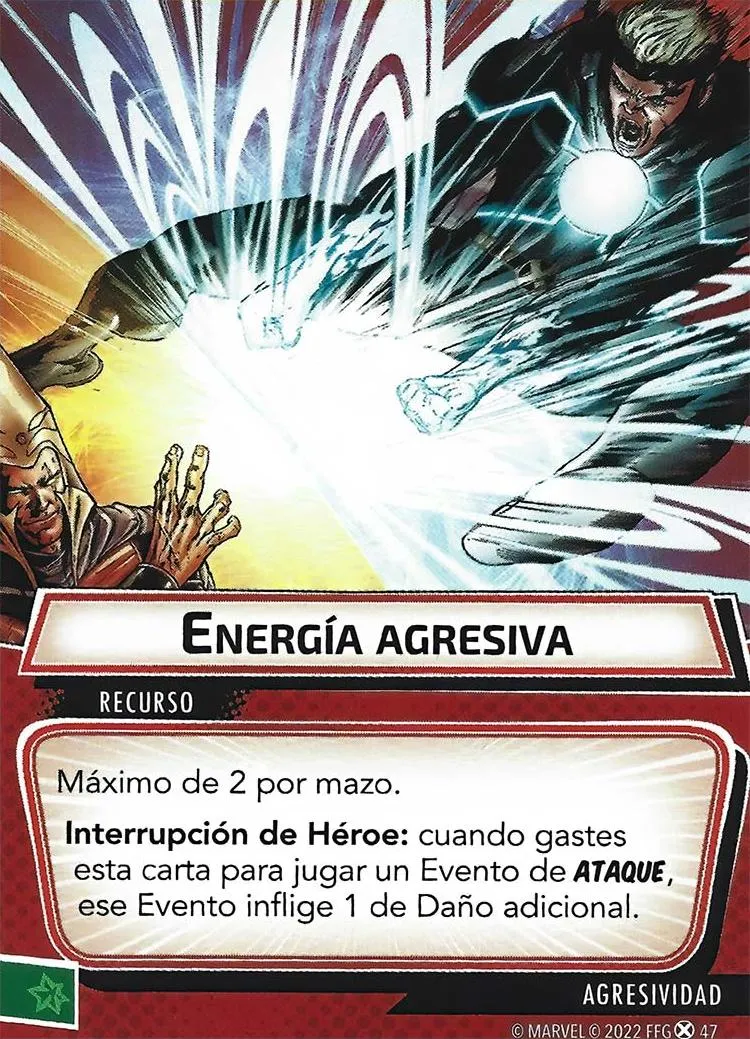 ENERGÍA AGRESIVA
RECURSO
Máximo de 2 por mazo.
Interrupción de Héroe: cuando gastes
esta carta para jugar un Evento de ATAQUE,
ese Evento inflige 1 de Daño adicional.
AGRESIVIDAD
© MARVEL © 2022 FFG 47